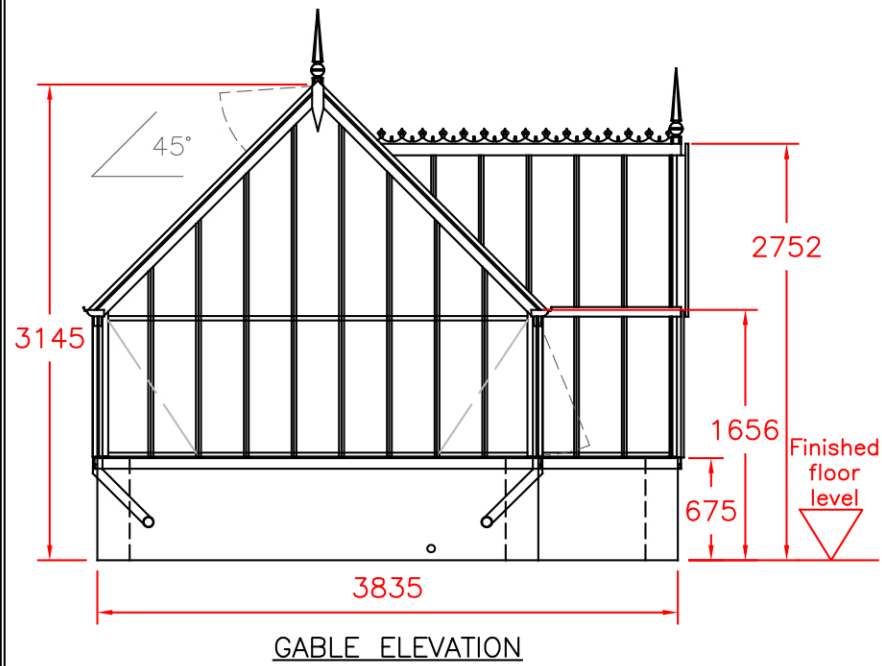 45°
2752
3145
1656
Finished
floor
level
675
3835
GABLE ELEVATION